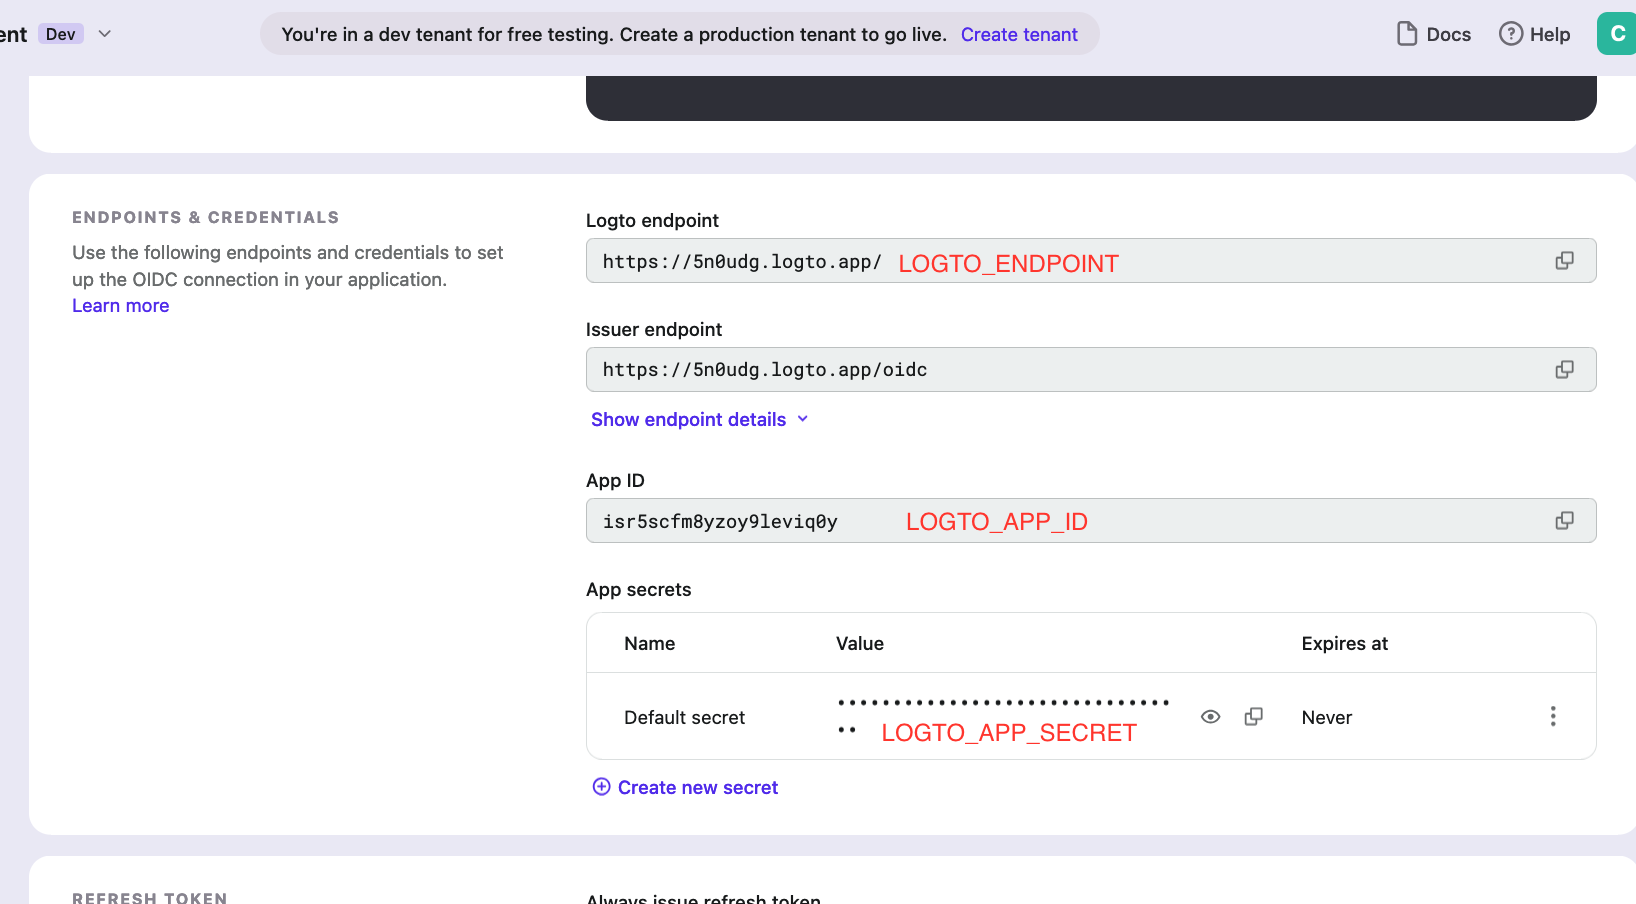 ent Dev
You're in a dev tenant for free testing. Create a production tenant to go live. Create tenant
Docs
Help
C
ENDPOINTS & CREDENTIALS
Use the following endpoints and credentials to set
up the OIDC connection in your application.
Learn more
Logto endpoint
https://5n0udg.logto.app/ LOGTO_ENDPOINT
Issuer endpoint
https://5n0udg.logto.app/oidc
Show endpoint details
App ID
isr5scfm8yzoy9leviq0y LOGTO_APP_ID
App secrets
Name Value Expires at
Default secret •••••••••••••••••••••••••••••• Never
•• LOGTO_APP_SECRET
Create new secret
REFRESH TOKEN
Always issue refresh token